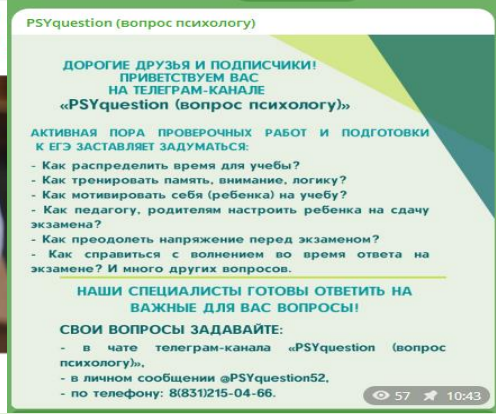 PSYquestion (вопрос психологу)
ДОРОГИЕ ДРУЗЬЯ И ПОДПИСЧИКИ!
ПРИВЕТСТВУЕМ ВАС
НА ТЕЛЕГРАМ-КАНАЛЕ
«PSYquestion (вопрос психологу)»
АКТИВНАЯ ПОРА ПРОВЕРОЧНЫХ РАБОТ И ПОДГОТОВКИ
К ЕГЭ ЗАСТАВЛЯЕТ ЗАДУМАТЬСЯ:
- Как распределить время для учебы?
- Как тренировать память, внимание, логику?
- Как мотивировать себя (ребенка) на учебу?
- Как педагогу, родителям настроить ребенка на сдачу
экзамена?
- Как преодолеть напряжение перед экзаменом?
- Как справиться с волнением во время ответа на
экзамене? И много других вопросов.
НАШИ СПЕЦИАЛИСТЫ ГОТОВЫ ОТВЕТИТЬ НА
ВАЖНЫЕ ДЛЯ ВАС ВОПРОСЫ!
СВОИ ВОПРОСЫ ЗАДАВАЙТЕ:
- в чате телеграм-канала «PSYquestion (вопрос
психологу)»,
- в личном сообщении @PSYquestion52,
- по телефону: 8(831)215-04-66.
57 10:43